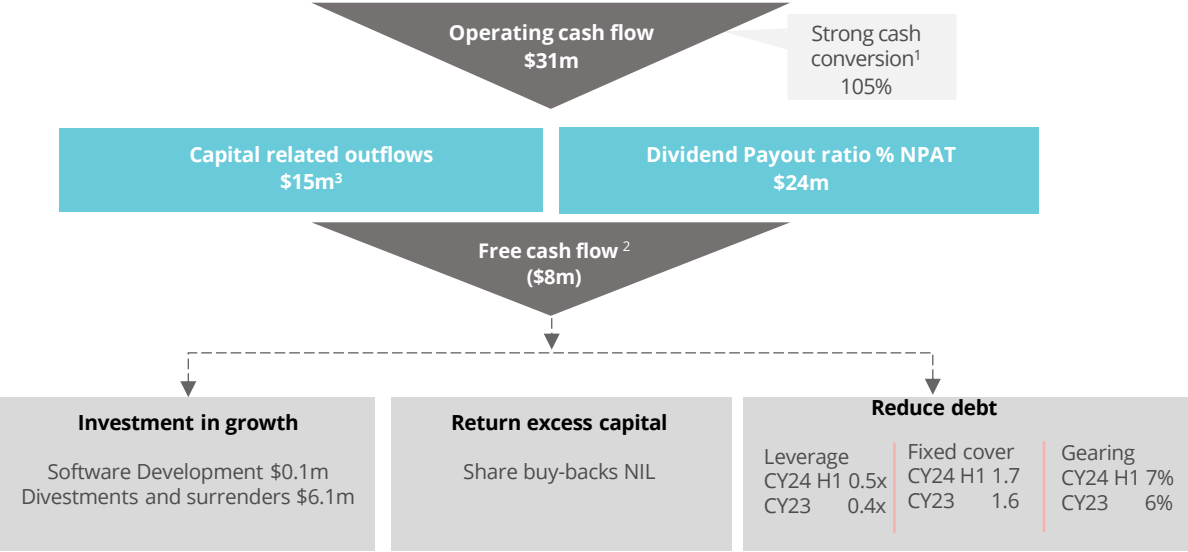 Operating cash flow
$31m
Strong cash
conversion¹
105%
Capital related outflows
$15m³
Dividend Payout ratio % NPAT
$24m
Free cash flow ²
($8m)
Investment in growth
Software Development $0.1m
Divestments and surrenders $6.1m
Return excess capital
Share buy-backs NIL
Reduce debt
Leverage
CY24 H1 0.5x
CY23 0.4x
Fixed cover
CY24 H1 1.7
CY23 1.6
Gearing
CY24 H1 7%
CY23 6%